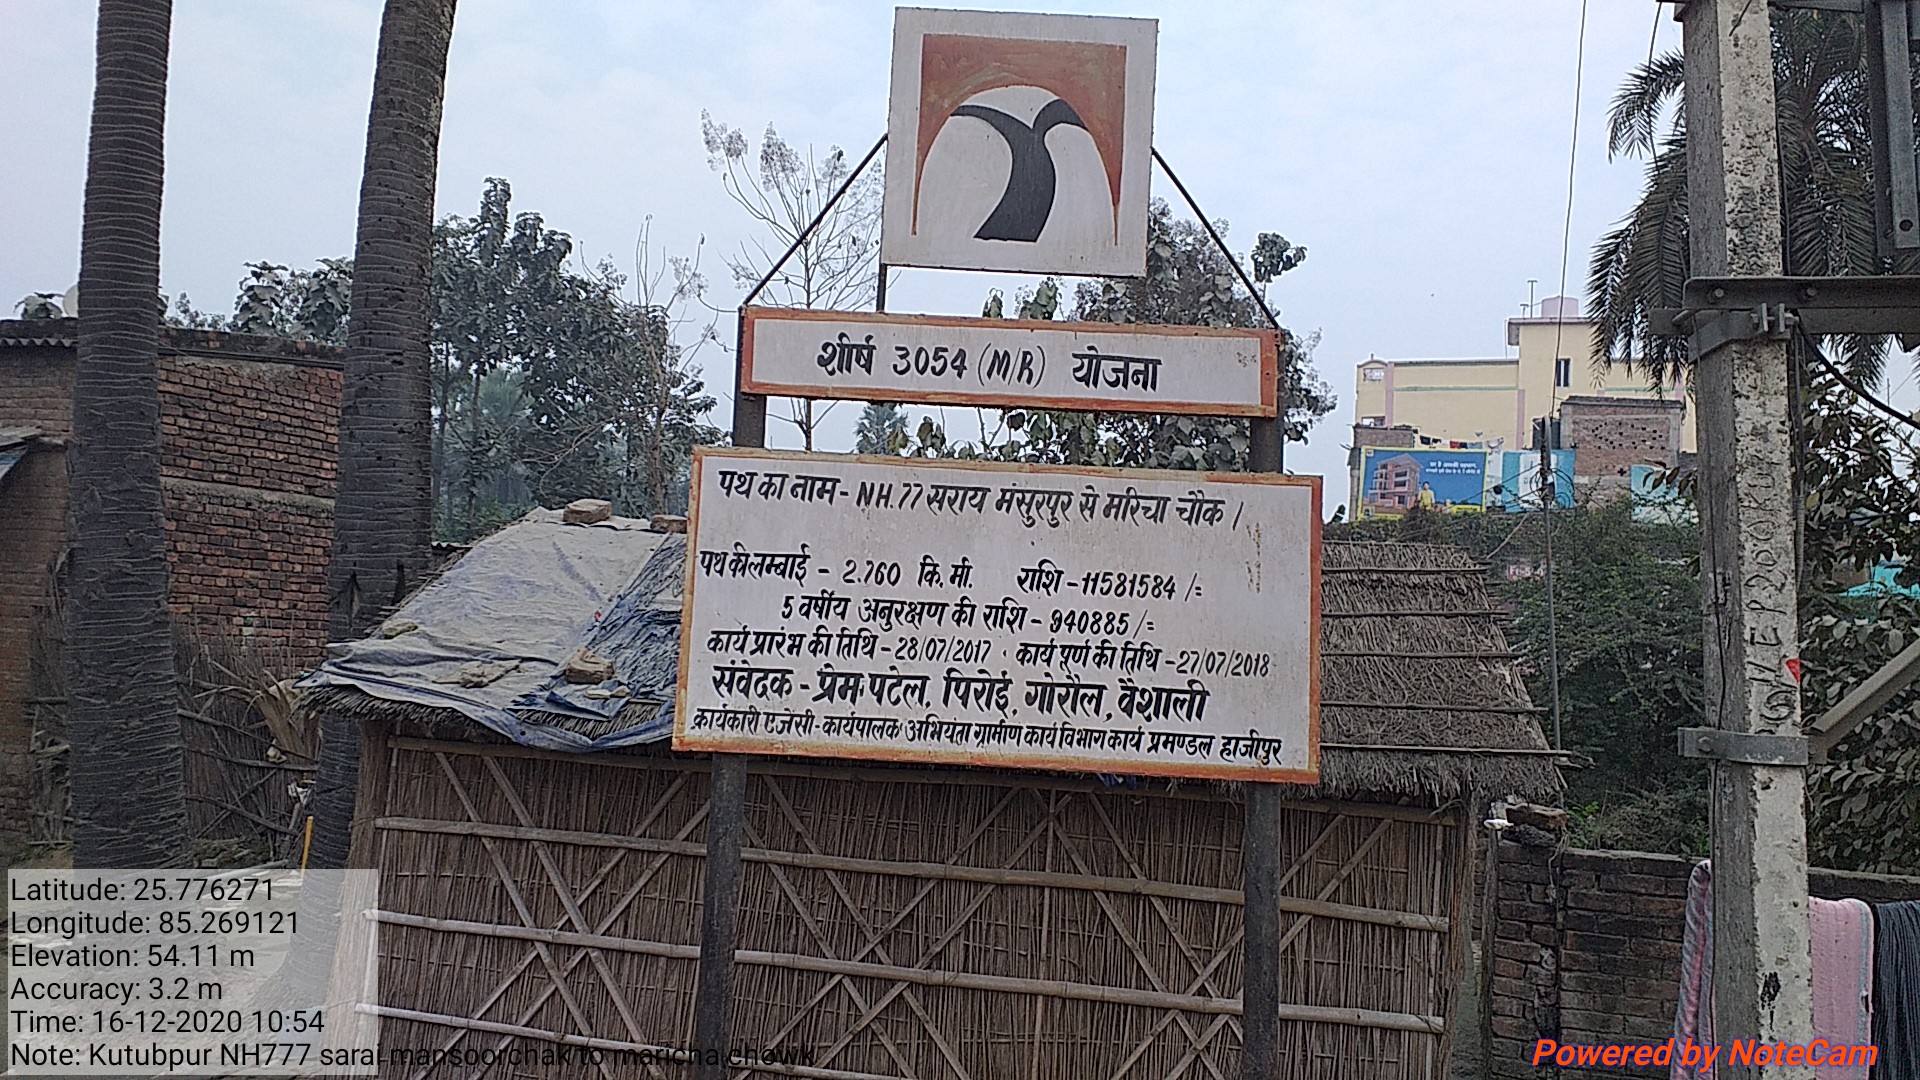 शीर्ष 3054 (M/R) योजना
पथ का नाम - NH.77 सराय मंसुरपुर से मरिचा चौक ।
पथ की लम्बाई - 2.760 कि.मी. राशि - 11581584 /=
5 वर्षीय अनुरक्षण की राशि - 940885/=
कार्य प्रारंभ की तिथि - 28/07/2017 · कार्य पूर्ण की तिथि - 27/07/2018
संवेदक - प्रेम पटेल, पिरोई, गोरौल, वैशाली
कार्यकारी एजेंसी - कार्यपालक अभियंता ग्रामीण कार्य विभाग कार्य प्रमण्डल हाजीपुर
Latitude: 25.776271
Longitude: 85.269121
Elevation: 54.11 m
Accuracy: 3.2 m
Time: 16-12-2020 10:54
Note: Kutubpur NH777 sarai mansoorchak to maricha chowk
Powered by NoteCam